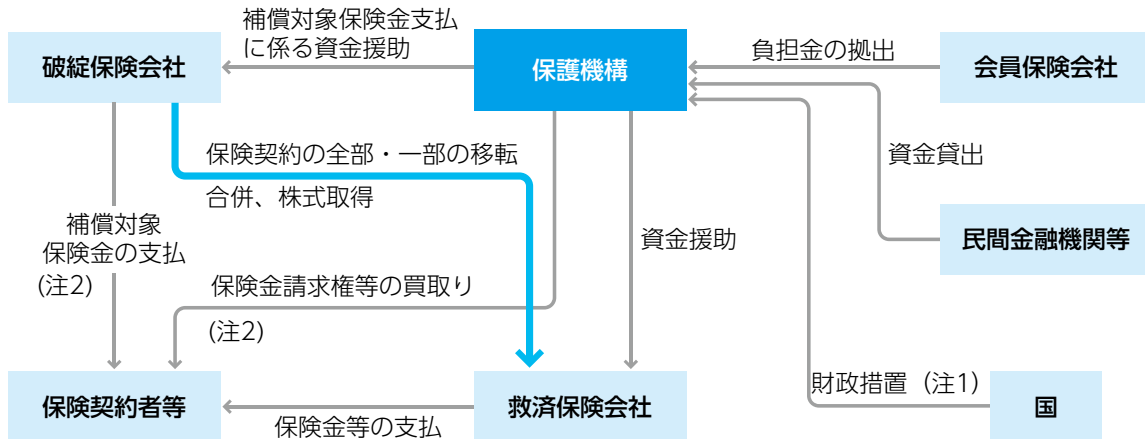 補償対象保険金支払
に係る資金援助
破綻保険会社
保護機構
負担金の拠出
会員保険会社
保険契約の全部・一部の移転
合併、株式取得
資金貸出
補償対象
保険金の支払
(注2)
資金援助
民間金融機関等
保険金請求権等の買取り
(注2)
財政措置（注1）
保険契約者等
保険金等の支払
救済保険会社
国